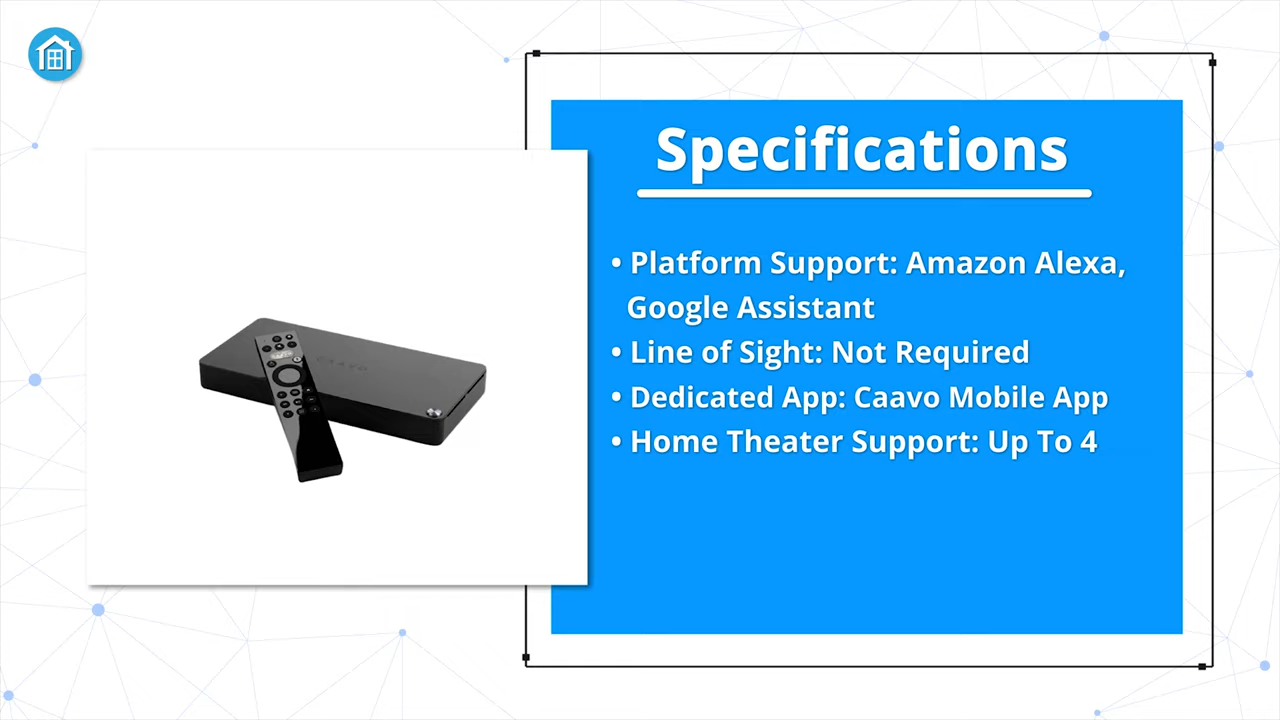 Specifications
• Platform Support: Amazon Alexa,
Google Assistant
• Line of Sight: Not Required
• Dedicated App: Caavo Mobile App
• Home Theater Support: Up To 4
CAAVO